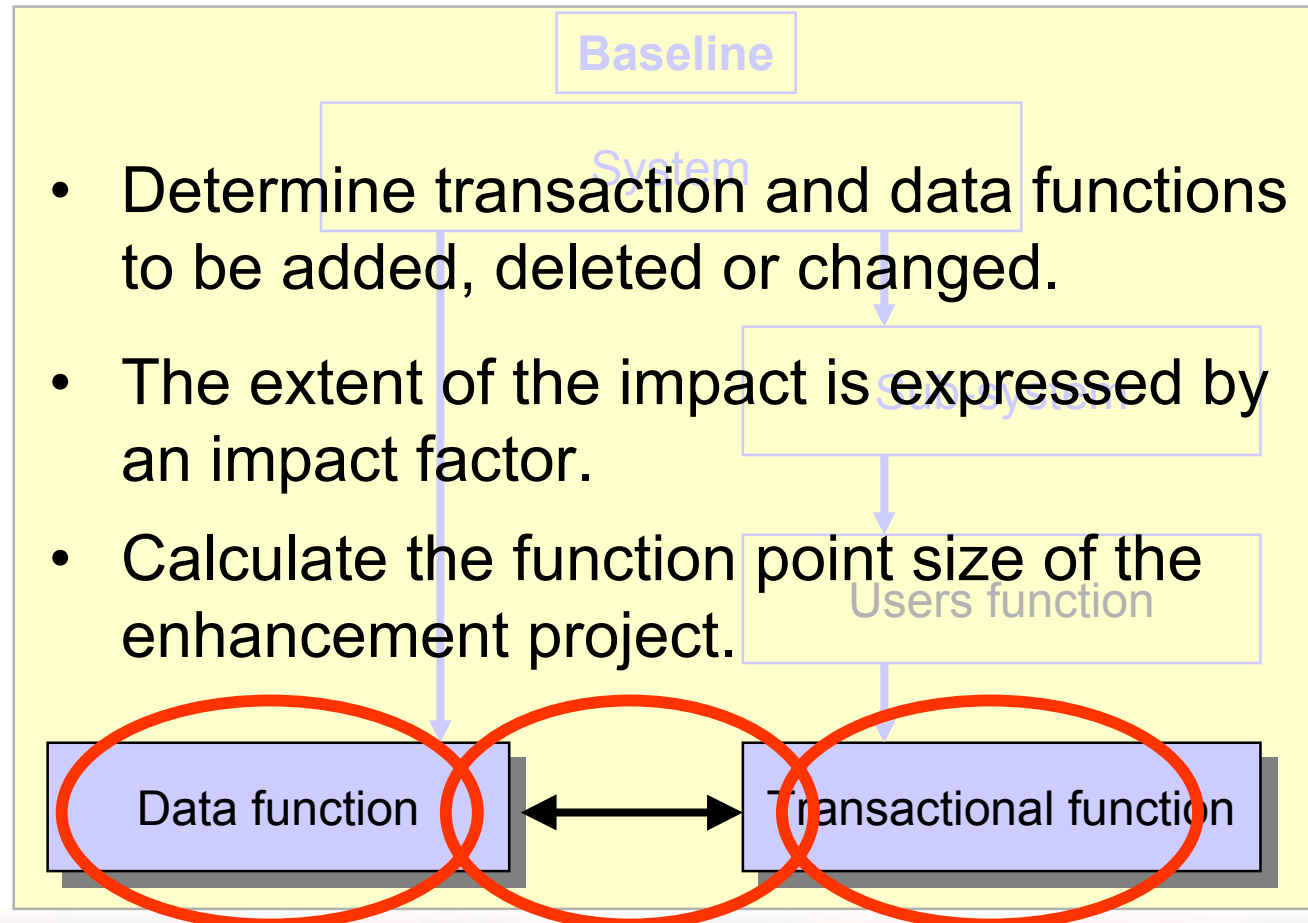 Baseline
System
• Determine transaction and data functions
to be added, deleted or changed.
• The extent of the impact is expressed by
Sub-system
an impact factor.
• Calculate the function point size of the
Users function
enhancement project.
Data function
Transactional function